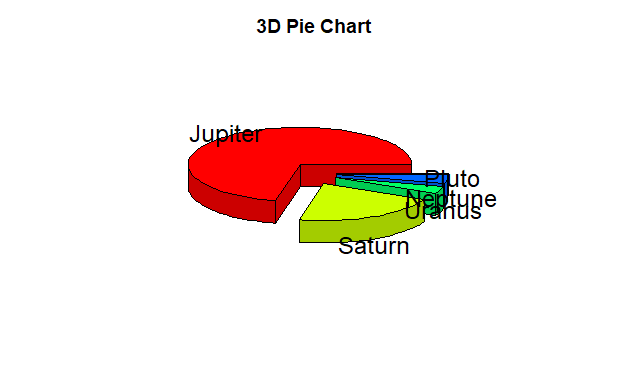 3D Pie Chart
Jupiter
Pluto
Neptune
Uranus
Saturn